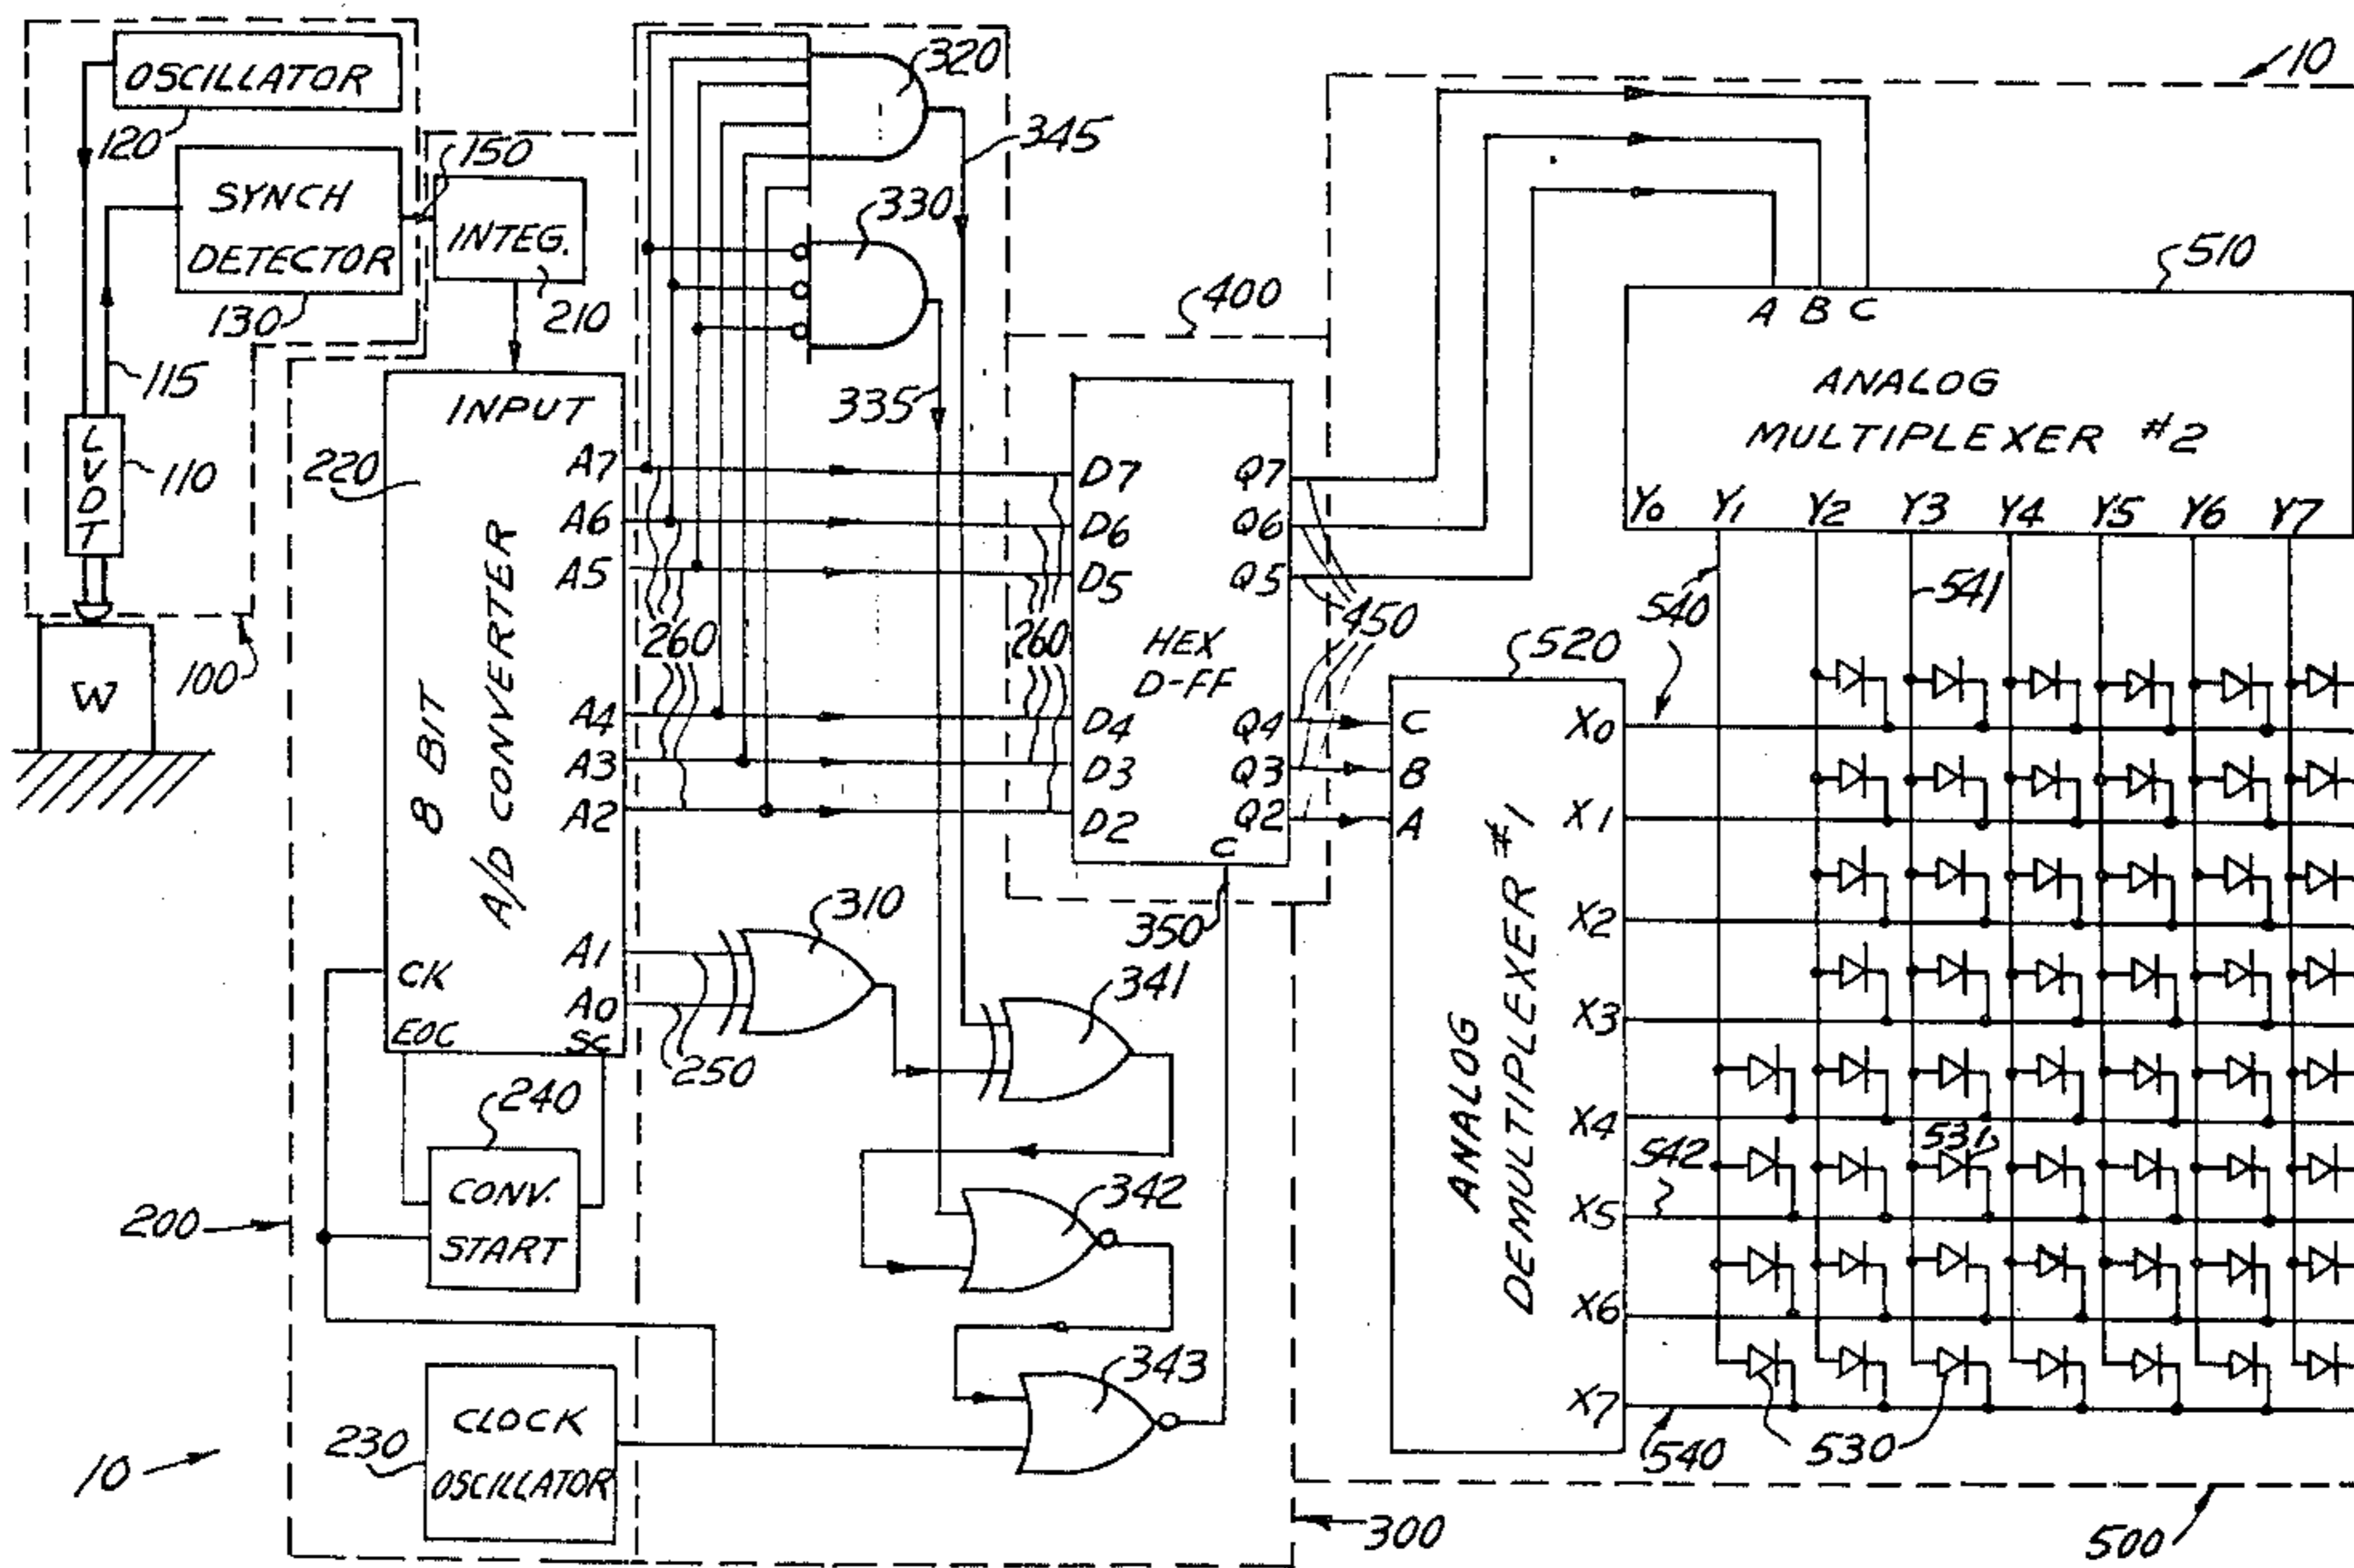 OSCILLATOR
120
SYNCH
DETECTOR
130
150
INTEG.
210
115
LVDT
110
100
W
320
345
330
335
400
10
510
A B C
ANALOG
MULTIPLEXER #2
Y0 Y1 Y2 Y3 Y4 Y5 Y6 Y7
220
INPUT
8 BIT
A/D CONVERTER
A7
A6
A5
A4
A3
A2
A1
A0
CK
EOC
SC
260
260
D7
D6
D5
D4
D3
D2
HEX
D-FF
Q7
Q6
Q5
Q4
Q3
Q2
C
450
350
520
C
B
A
ANALOG
DEMULTIPLEXER #1
X0
X1
X2
X3
X4
X5
X6
X7
540
541
531
542
530
540
310
250
341
342
343
240
CONV.
START
200
230
CLOCK
OSCILLATOR
10
300
500